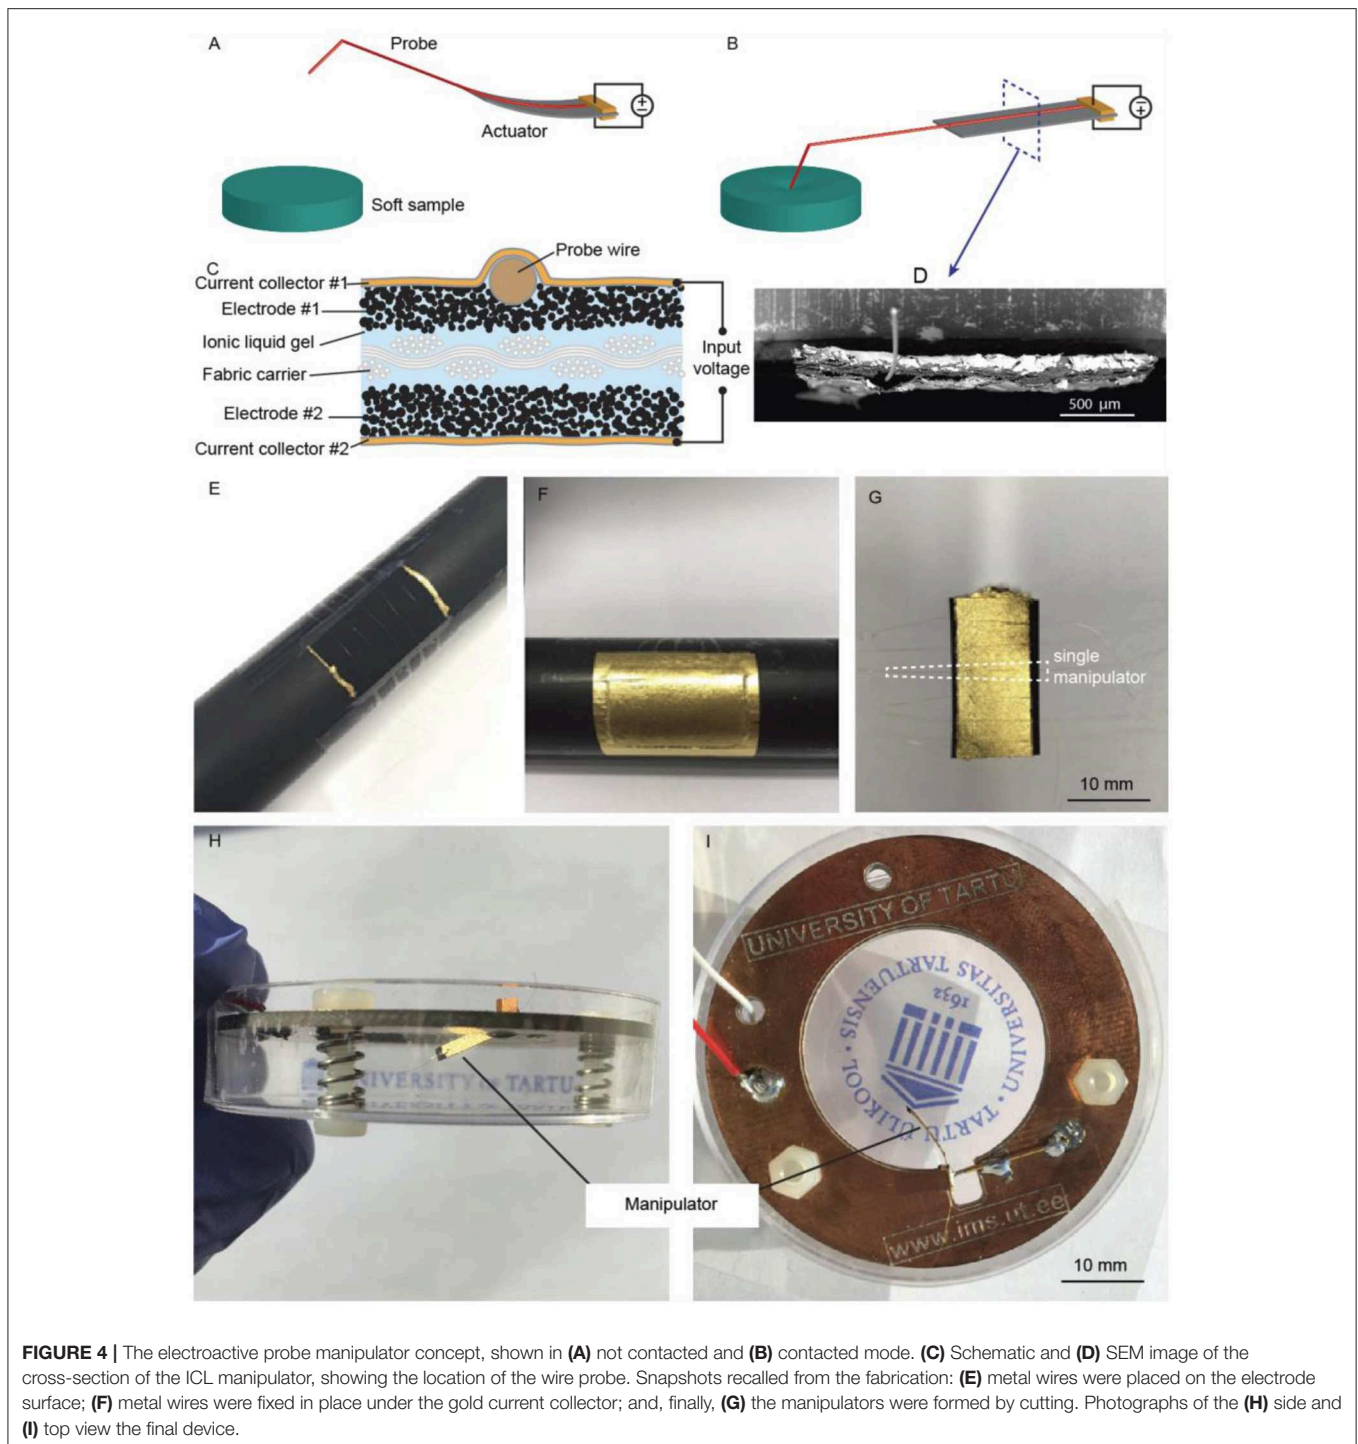 A
Probe
Actuator
Soft sample
B
C
Current collector #1
Electrode #1
Ionic liquid gel
Fabric carrier
Electrode #2
Current collector #2
Probe wire
Input
voltage
D
500 µm
E
F
G
single
manipulator
10 mm
H
UNIVERSITY OF TARTU
Manipulator
I
UNIVERSITY OF TARTU
UNIVERSITAS TARTUENSIS • TARTU ÜLIKOOL •
1632
www.ims.ut.ee
10 mm
FIGURE 4 | The electroactive probe manipulator concept, shown in (A) not contacted and (B) contacted mode. (C) Schematic and (D) SEM image of the
cross-section of the ICL manipulator, showing the location of the wire probe. Snapshots recalled from the fabrication: (E) metal wires were placed on the electrode
surface; (F) metal wires were fixed in place under the gold current collector; and, finally, (G) the manipulators were formed by cutting. Photographs of the (H) side and
(I) top view the final device.